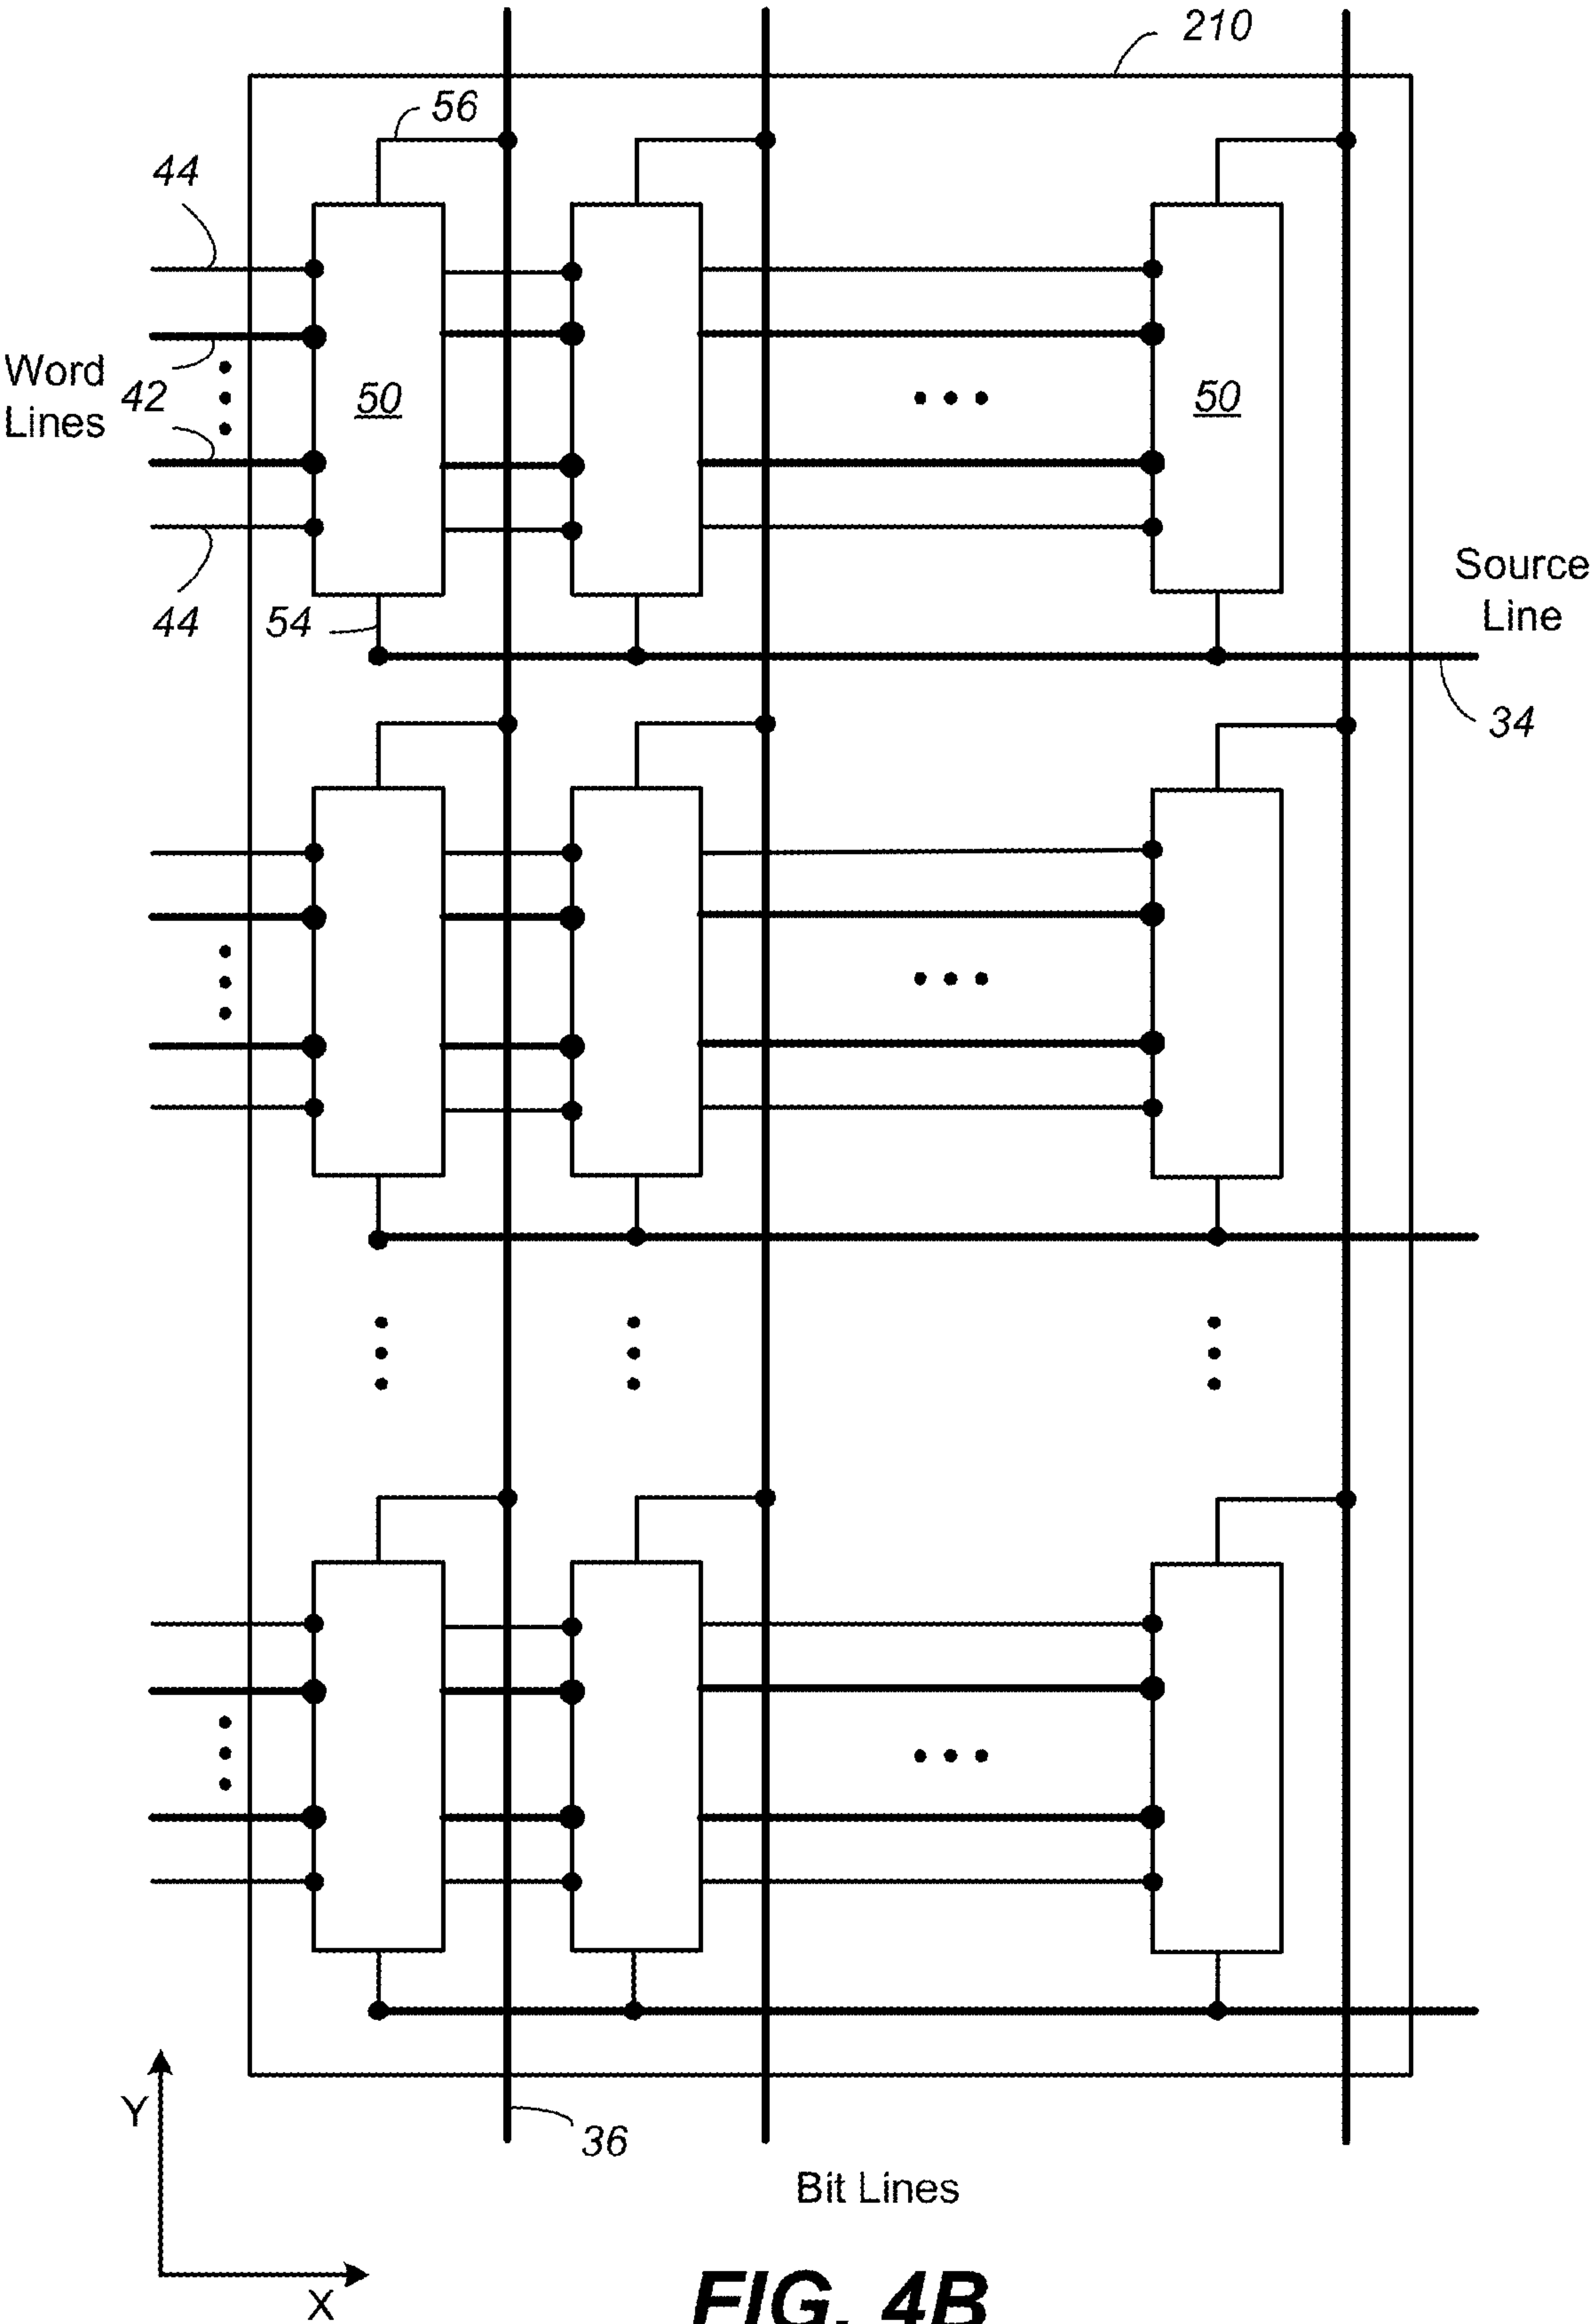 210
56
44
Word
Lines
42
50
50
44
54
Source
Line
34
36
Bit Lines
Y
X
FIG. 4B